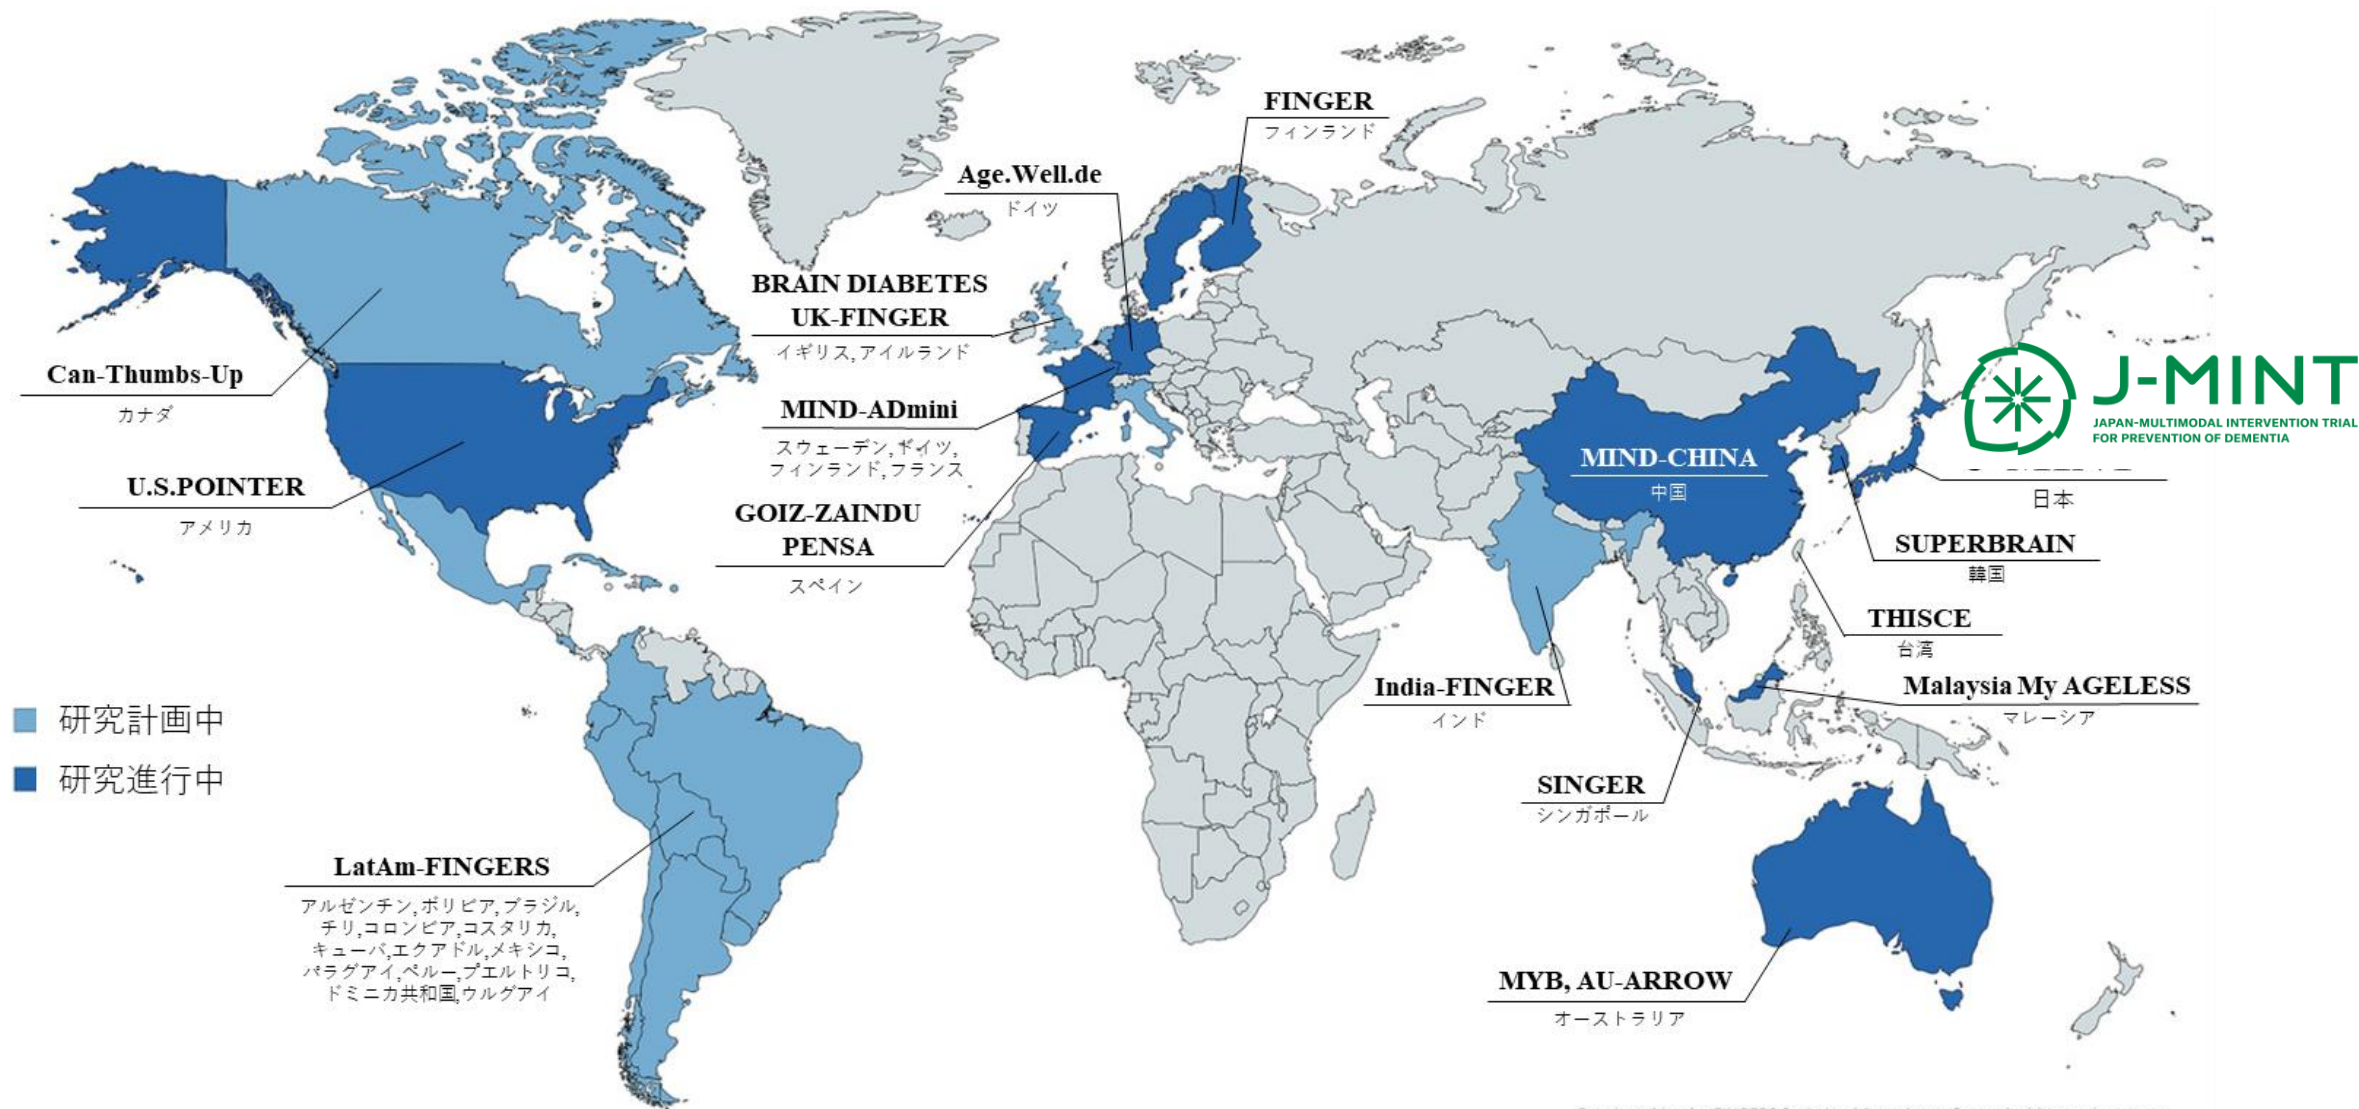 FINGER
フィンランド
Age.Well.de
ドイツ
BRAIN DIABETES
UK-FINGER
イギリス,アイルランド
Can-Thumbs-Up
カナダ
MIND-ADmini
スウェーデン,ドイツ,
フィンランド,フランス
U.S.POINTER
アメリカ
GOIZ-ZAINDU
PENSA
スペイン
MIND-CHINA
中国
J-MINT
JAPAN-MULTIMODAL INTERVENTION TRIAL
FOR PREVENTION OF DEMENTIA
日本
SUPERBRAIN
韓国
THISCE
台湾
India-FINGER
インド
Malaysia My AGELESS
マレーシア
SINGER
シンガポール
研究計画中
研究進行中
LatAm-FINGERS
アルゼンチン,ボリビア,ブラジル,
チリ,コロンビア,コスタリカ,
キューバ,エクアドル,メキシコ,
パラグアイ,ペルー,プエルトリコ,
ドミニカ共和国,ウルグアイ
MYB, AU-ARROW
オーストラリア